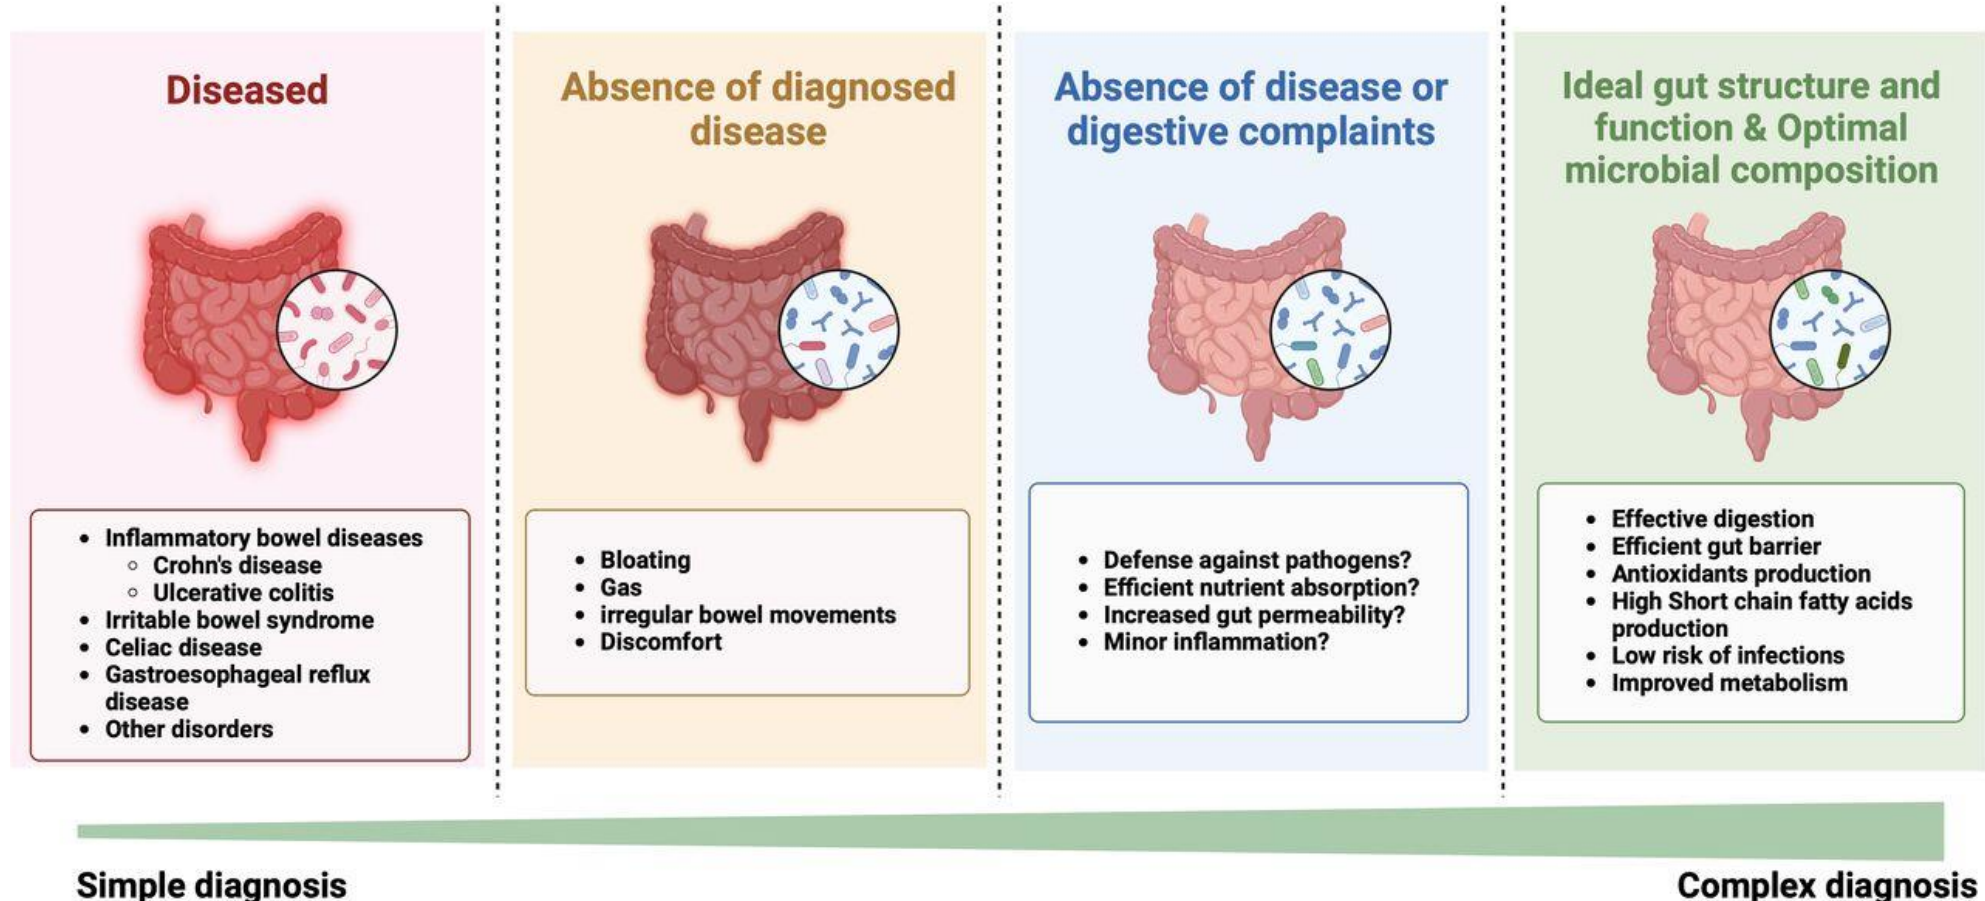 Diseased
Absence of diagnosed
disease
Absence of disease or
digestive complaints
Ideal gut structure and
function & Optimal
microbial composition
Inflammatory bowel diseases
Crohn's disease
Ulcerative colitis
Irritable bowel syndrome
Celiac disease
Gastroesophageal reflux
disease
Other disorders
Bloating
Gas
irregular bowel movements
Discomfort
Defense against pathogens?
Efficient nutrient absorption?
Increased gut permeability?
Minor inflammation?
Effective digestion
Efficient gut barrier
Antioxidants production
High Short chain fatty acids
production
Low risk of infections
Improved metabolism
Simple diagnosis
Complex diagnosis